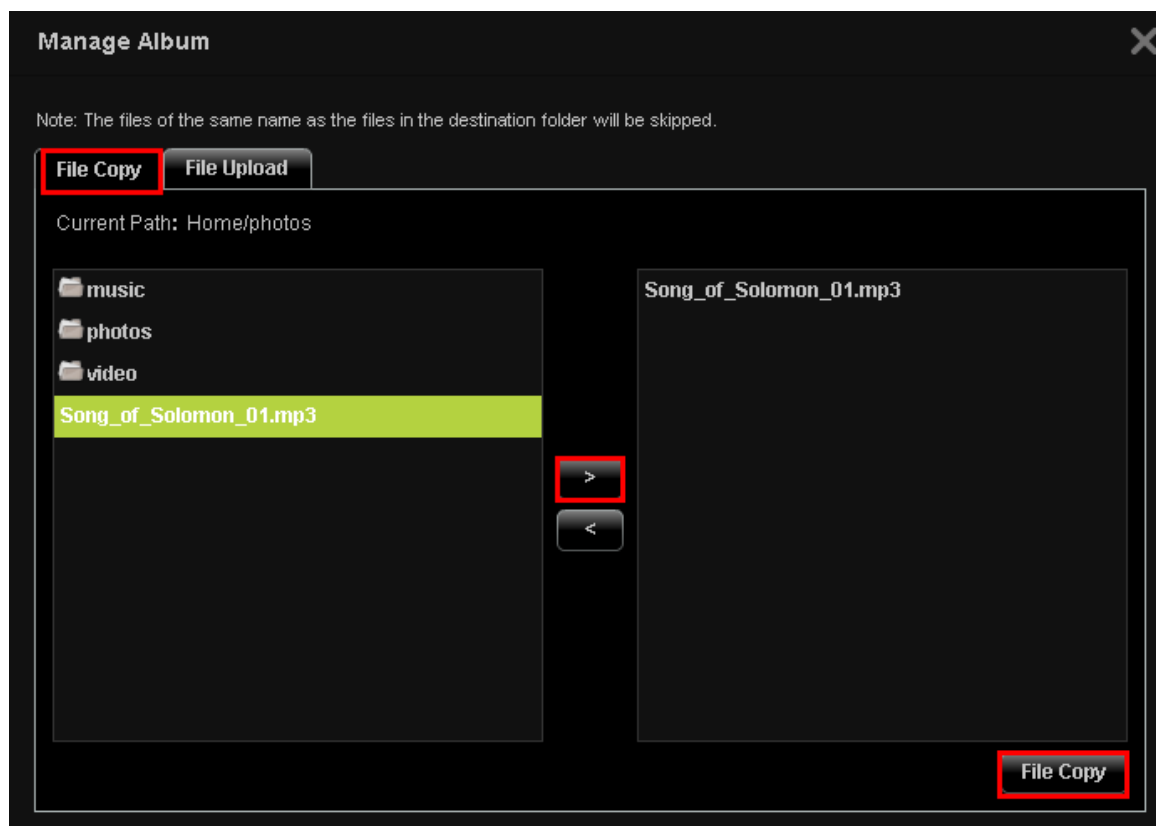 Manage Album
Note: The files of the same name as the files in the destination folder will be skipped.
File Copy
File Upload
Current Path: Home/photos
music
photos
video
Song_of_Solomon_01.mp3
Song_of_Solomon_01.mp3
>
<
File Copy